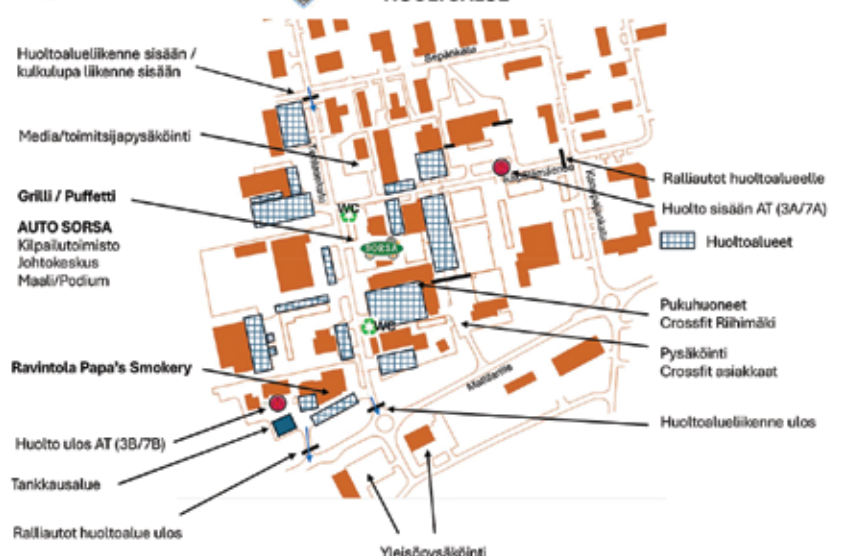 HUOLTOALUE
Huoltoalueliikenne sisään /
kulkulupa liikenne sisään
Media/toimitsijapysäköinti
Grilli / Puffetti
AUTO SORSA
Kilpailutoimisto
Johtokeskus
Maali/Podium
Ravintola Papa's Smokery
Huolto ulos AT (3B/7B)
Tankkausalue
Ralliautot huoltoalue ulos
Sepänkatu
WC
SORSA
WC
Mattilantie
Ralliautot huoltoalueelle
Huolto sisään AT (3A/7A)
Huoltoalueet
Pukuhuoneet
Crossfit Riihimäki
Pysäköinti
Crossfit asiakkaat
Huoltoalueliikenne ulos
Yleisöpysäköinti